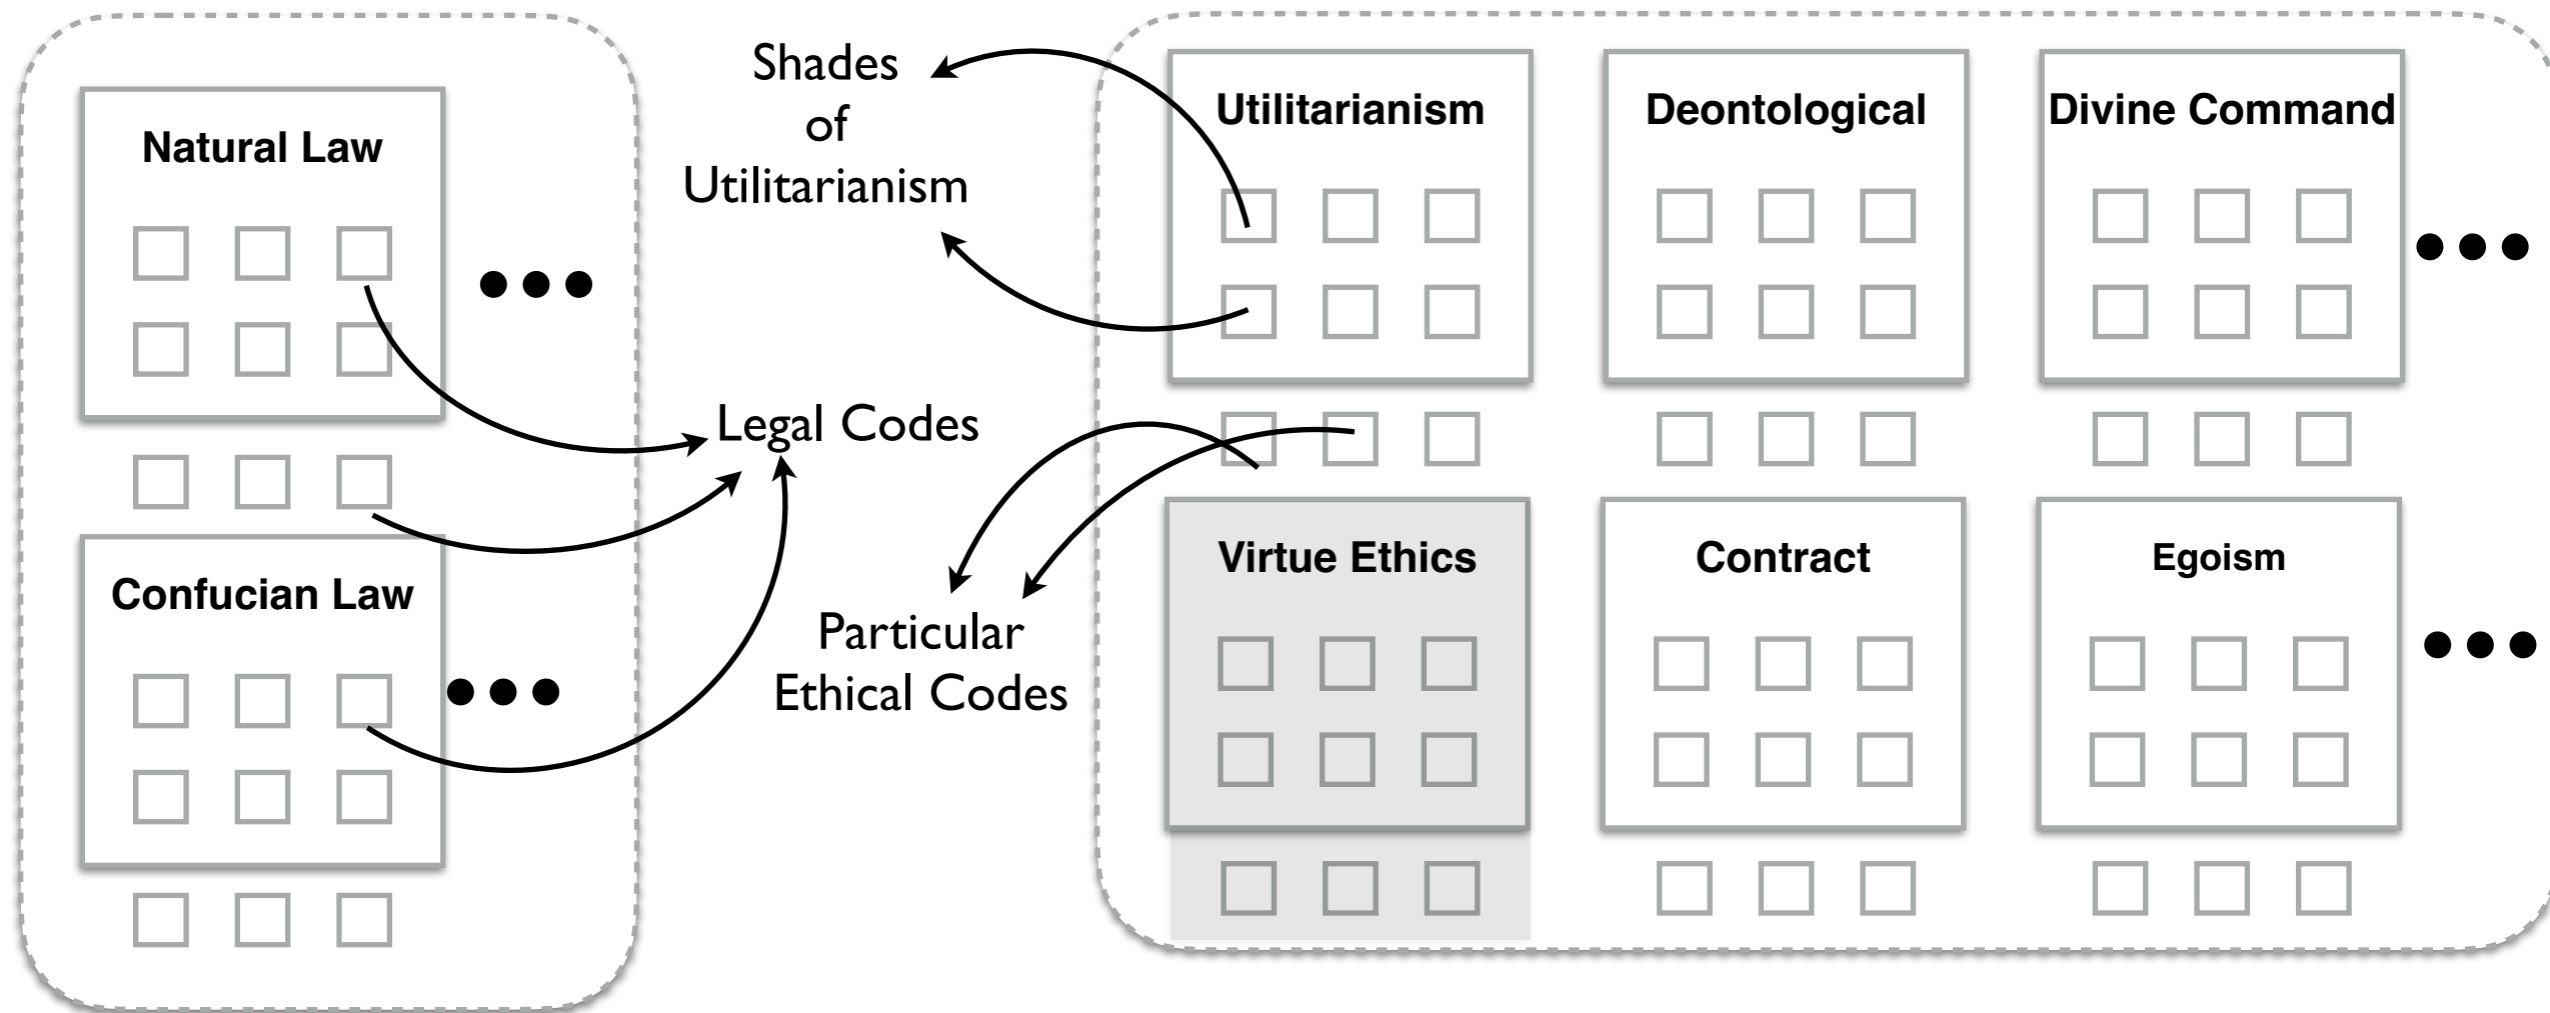 Natural Law
Confucian Law
Shades
of
Utilitarianism
Legal Codes
Particular
Ethical Codes
Utilitarianism
Deontological
Divine Command
Virtue Ethics
Contract
Egoism